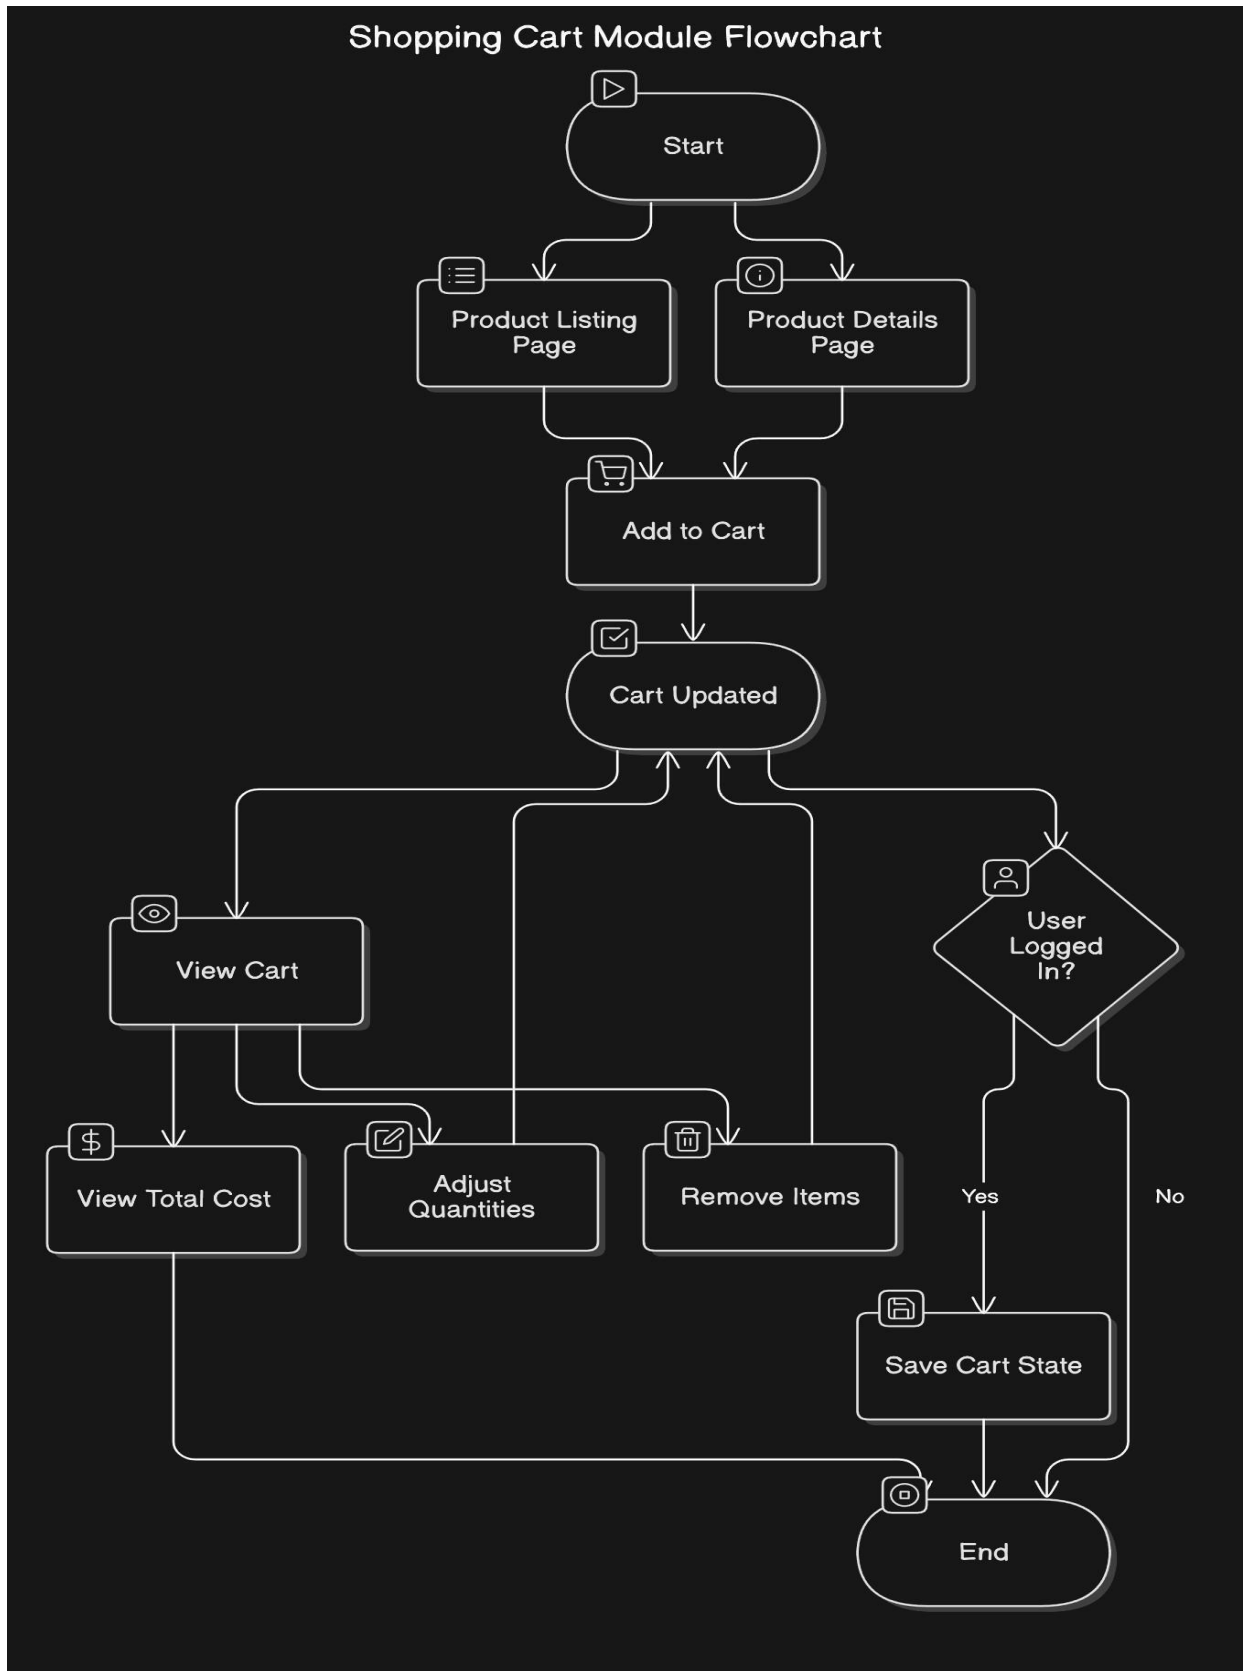 Shopping Cart Module Flowchart
Start
Product Listing
Page
Product Details
Page
Add to Cart
Cart Updated
View Cart
User
Logged
In?
View Total Cost
Adjust
Quantities
Remove Items
Yes
No
Save Cart State
End